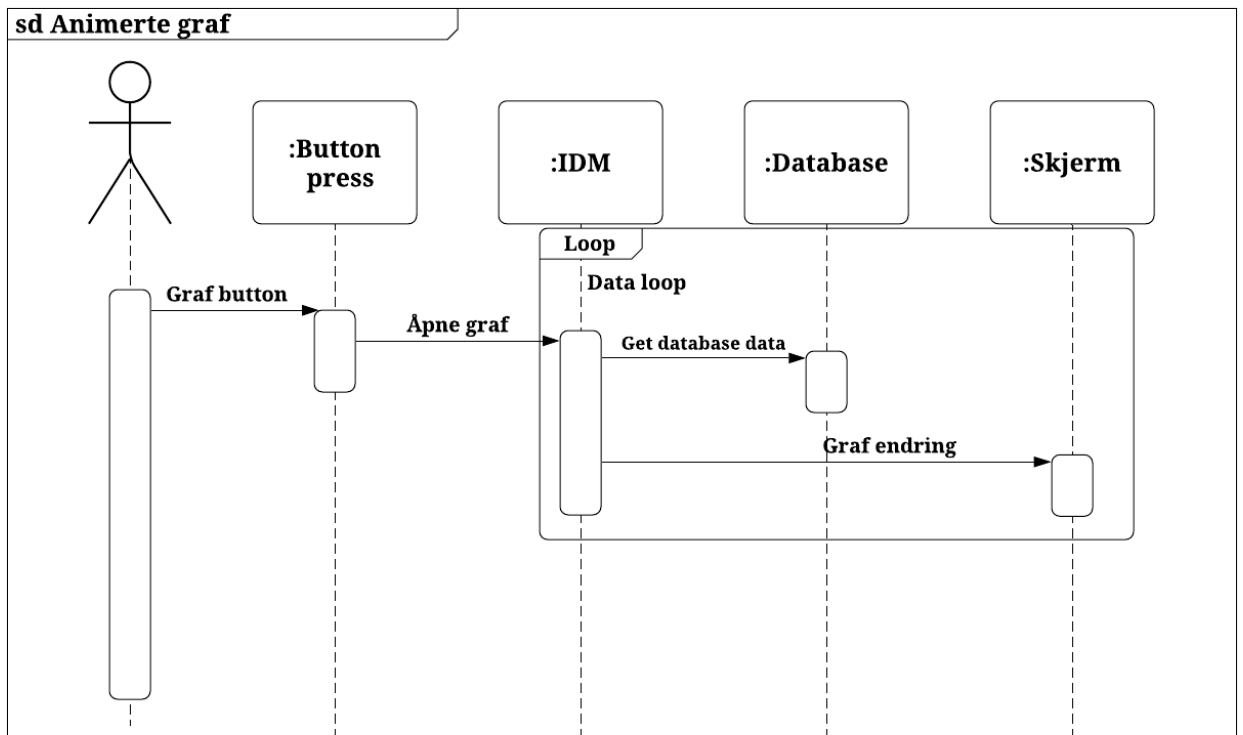 sd Animerte graf
:Button
press
:IDM
:Database
:Skjerm
Loop
Data loop
Graf button
Åpne graf
Get database data
Graf endring